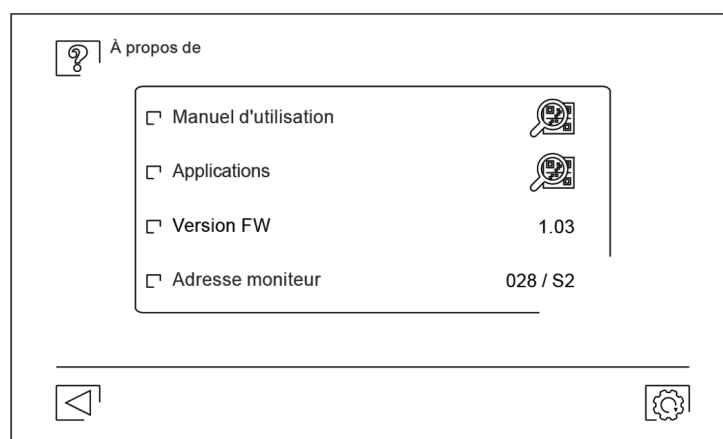 À propos de
Manuel d'utilisation
Applications
Version FW 1.03
Adresse moniteur 028 / S2